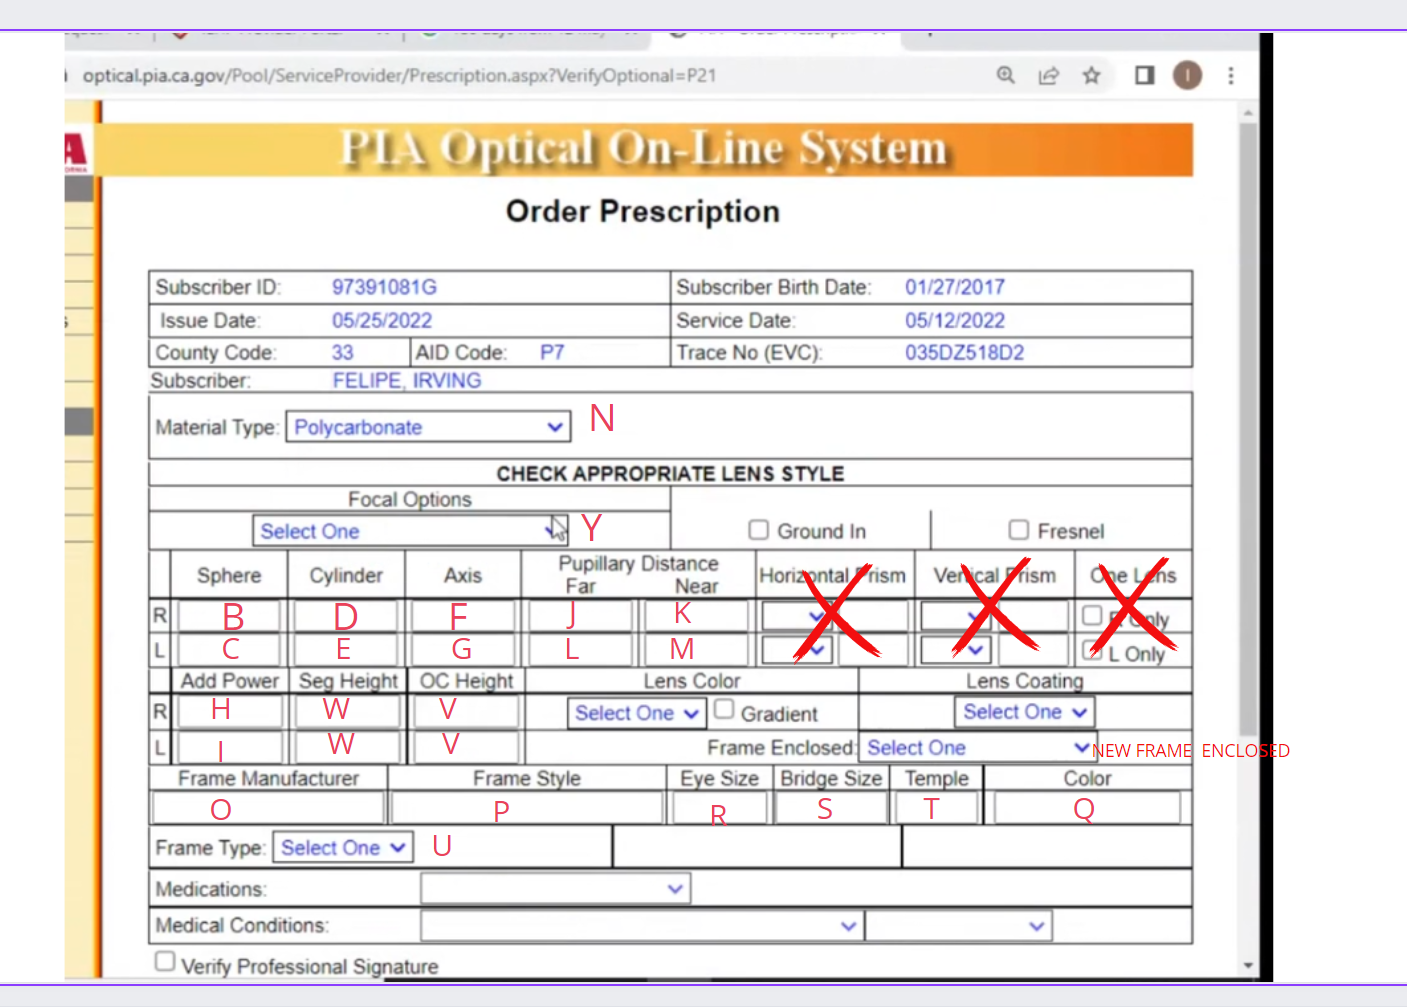 optical.pia.ca.gov/Pool/ServiceProvider/Prescription.aspx?VerifyOptional=P21
I
A
PIA Optical On-Line System
Order Prescription
Subscriber ID: 97391081G Subscriber Birth Date: 01/27/2017
Issue Date: 05/25/2022 Service Date: 05/12/2022
County Code: 33 AID Code: P7 Trace No (EVC): 035DZ518D2
Subscriber: FELIPE, IRVING
Material Type: Polycarbonate N
CHECK APPROPRIATE LENS STYLE
Focal Options
Select One Y Ground In Fresnel
Sphere Cylinder Axis Pupillary Distance Horizontal Prism Vertical Prism One Lens
Far Near
R B D F J K R Only
L C E G L M L Only
Add Power Seg Height OC Height Lens Color Lens Coating
R H W V Select One Gradient Select One
L I W V Frame Enclosed: Select One NEW FRAME ENCLOSED
Frame Manufacturer Frame Style Eye Size Bridge Size Temple Color
O P R S T Q
Frame Type: Select One U
Medications:
Medical Conditions:
Verify Professional Signature